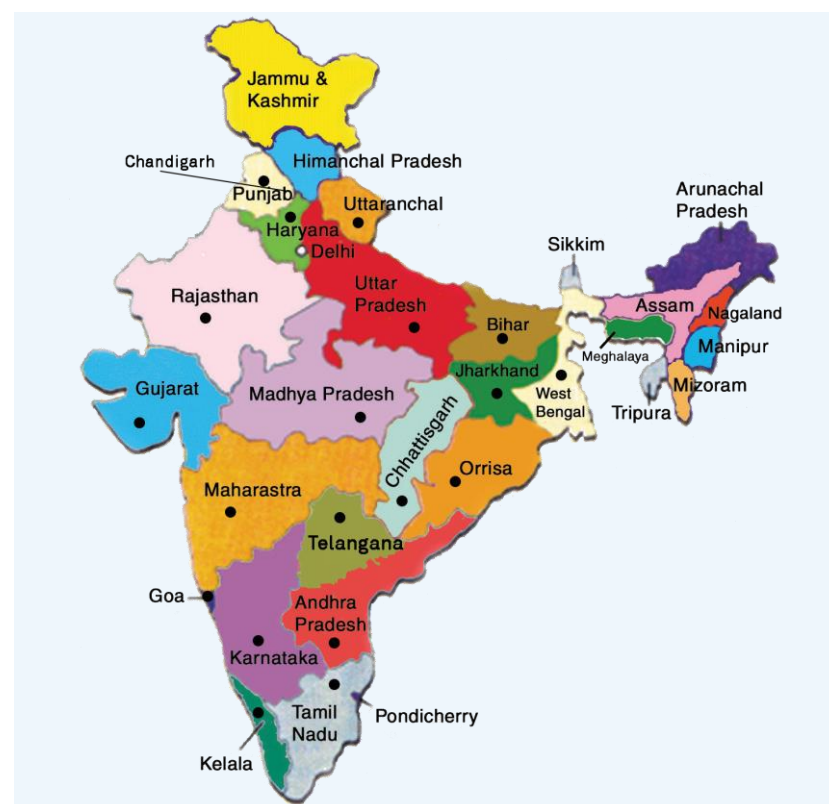 Jammu &
Kashmir
Chandigarh
Himanchal Pradesh
Punjab
Uttaranchal
Arunachal
Pradesh
Haryana
Delhi
Sikkim
Uttar
Pradesh
Rajasthan
Assam
Nagaland
Bihar
Meghalaya
Manipur
Jharkhand
Gujarat
Madhya Pradesh
West
Bengal
Mizoram
Tripura
Chhattisgarh
Orrisa
Maharastra
Telangana
Goa
Andhra
Pradesh
Karnataka
Tamil
Nadu
Pondicherry
Kelala